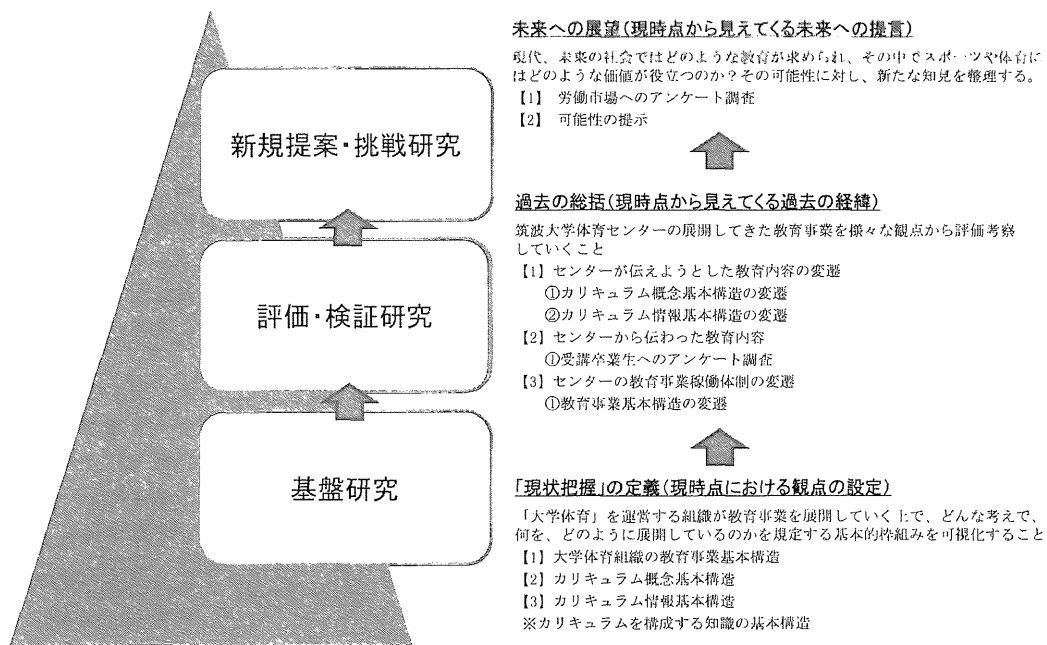 新規提案・挑戦研究
評価・検証研究
基盤研究
未来への展望(現時点から見えてくる未来への提言)
現代、未来の社会ではどのような教育が求められ、その中でスポーツや体育に
はどのような価値が役立つのか？その可能性に対し、新たな知見を整理する。
【1】 労働市場へのアンケート調査
【2】 可能性の提示
過去の総括(現時点から見えてくる過去の経緯)
筑波大学体育センターの展開してきた教育事業を様々な観点から評価考察
していくこと
【1】センターが伝えようとした教育内容の変遷
①カリキュラム概念基本構造の変遷
②カリキュラム情報基本構造の変遷
【2】センターから伝わった教育内容
①受講卒業生へのアンケート調査
【3】センターの教育事業稼働体制の変遷
①教育事業基本構造の変遷
「現状把握」の定義(現時点における観点の設定)
「大学体育」を運営する組織が教育事業を展開していく上で、どんな考えで、
何を、どのように展開しているのかを規定する基本的枠組みを可視化すること
【1】大学体育組織の教育事業基本構造
【2】カリキュラム概念基本構造
【3】カリキュラム情報基本構造
※カリキュラムを構成する知識の基本構造